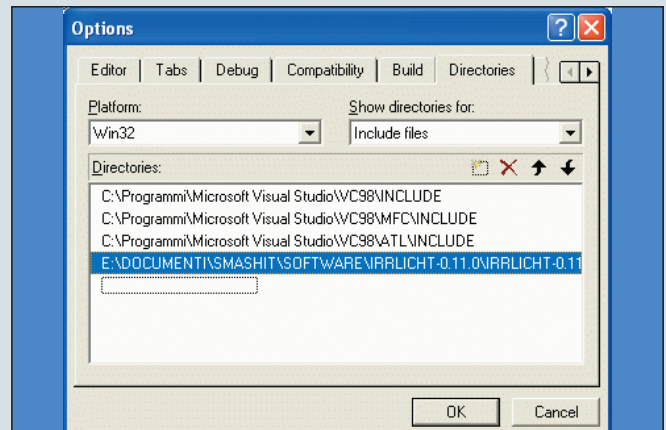 Options
Editor Tabs Debug Compatibility Build Directories
Platform: Show directories for:
Win32 Include files
Directories:
C:\Programmi\Microsoft Visual Studio\VC98\INCLUDE
C:\Programmi\Microsoft Visual Studio\VC98\MFC\INCLUDE
C:\Programmi\Microsoft Visual Studio\VC98\ATL\INCLUDE
E:\DOCUMENTI\SMASHIT\SOFTWARE\IRRLICHT-0.11.0\IRRLICHT-0.11
OK Cancel